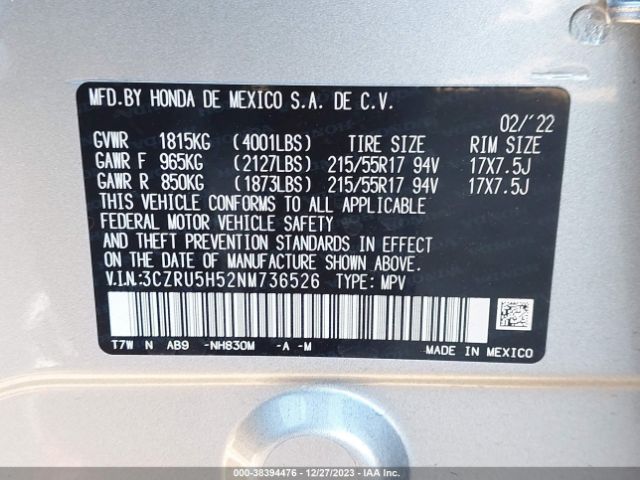 MFD.BY HONDA DE MEXICO S.A. DE C.V.
02/'22
GVWR 1815KG (4001LBS) TIRE SIZE RIM SIZE
GAWR F 965KG (2127LBS) 215/55R17 94V 17X7.5J
GAWR R 850KG (1873LBS) 215/55R17 94V 17X7.5J
THIS VEHICLE CONFORMS TO ALL APPLICABLE
FEDERAL MOTOR VEHICLE SAFETY
AND THEFT PREVENTION STANDARDS IN EFFECT
ON THE DATE OF MANUFACTURE SHOWN ABOVE.
V.I.N.:3CZRU5H52NM736526 TYPE: MPV
T7W N AB9 -NH830M -A -M MADE IN MEXICO
© 000-38394476 - 12/27/2023 - IAA Inc.